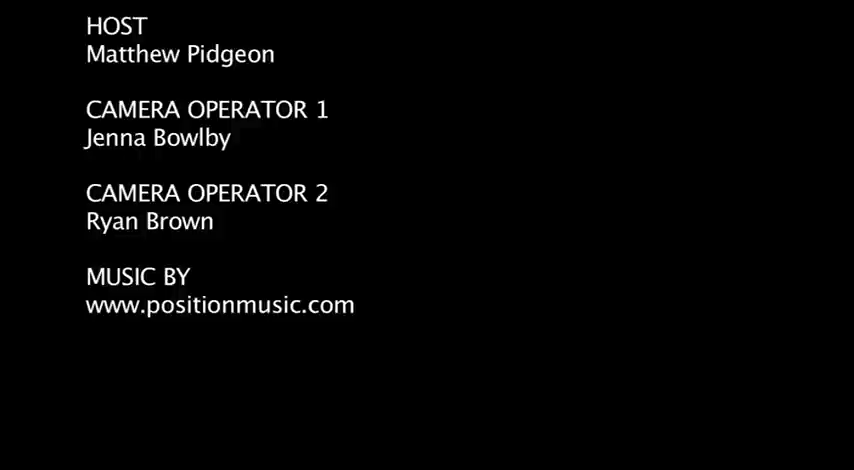 HOST
Matthew Pidgeon
CAMERA OPERATOR 1
Jenna Bowlby
CAMERA OPERATOR 2
Ryan Brown
MUSIC BY
www.positionmusic.com